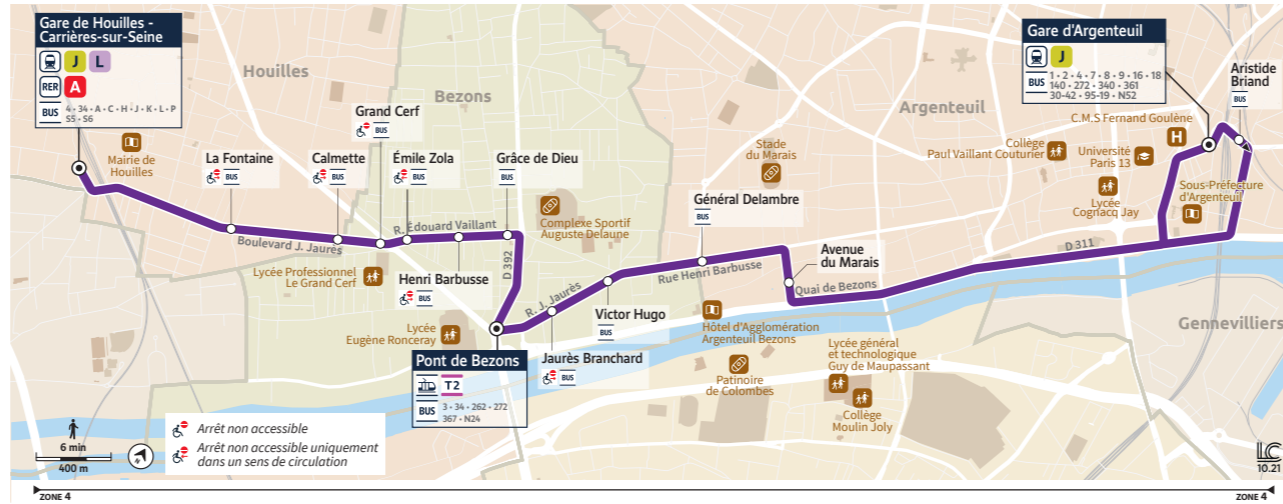 Gare de Houilles -
Carrières-sur-Seine
J L
RER A
BUS
4 • 34 • A • C • H • J • K • L • P
S5 • S6
Houilles
Mairie de
Houilles
La Fontaine
BUS
Calmette
BUS
Boulevard J. Jaurès
Bezons
Grand Cerf
BUS
Émile Zola
BUS
R. Édouard Vaillant
Grâce de Dieu
BUS
Complexe Sportif
Auguste Delaune
D 392
Lycée Professionnel
Le Grand Cerf
Henri Barbusse
BUS
Lycée
Eugène Ronceray
Pont de Bezons
T2
BUS
3 • 34 • 262 • 272
367 • N24
R. J. Jaurès
Jaurès Branchard
BUS
Victor Hugo
BUS
Rue Henri Barbusse
Général Delambre
BUS
Stade
du Marais
Hôtel d'Agglomération
Argenteuil Bezons
Patinoire
de Colombes
Avenue
du Marais
Quai de Bezons
Lycée général
et technologique
Guy de Maupassant
Collège
Moulin Joly
Argenteuil
Collège
Paul Vaillant Couturier
Université
Paris 13
Lycée
Cognacq Jay
D 311
Gare d'Argenteuil
J
BUS
1 • 2 • 4 • 7 • 8 • 9 • 16 • 18
140 • 272 • 340 • 361
30-42 • 95-19 • N52
C.M.S Fernand Goulène
H
Aristide
Briand
BUS
Sous-Préfecture
d'Argenteuil
Gennevilliers
6 min
400 m
Arrêt non accessible
Arrêt non accessible uniquement
dans un sens de circulation
LC
10.21
ZONE 4
ZONE 4